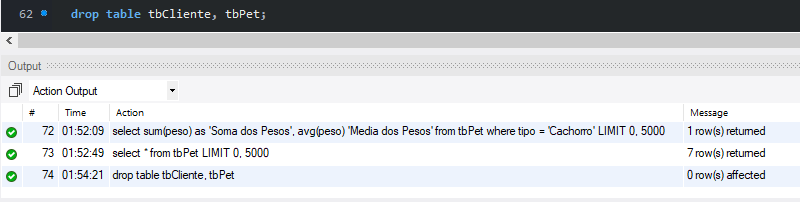 62 drop table tbCliente, tbPet;
Output
Action Output
# Time Action Message
72 01:52:09 select sum(peso) as 'Soma dos Pesos', avg(peso) 'Media dos Pesos' from tbPet where tipo = 'Cachorro' LIMIT 0, 5000 1 row(s) returned
73 01:52:49 select * from tbPet LIMIT 0, 5000 7 row(s) returned
74 01:54:21 drop table tbCliente, tbPet 0 row(s) affected